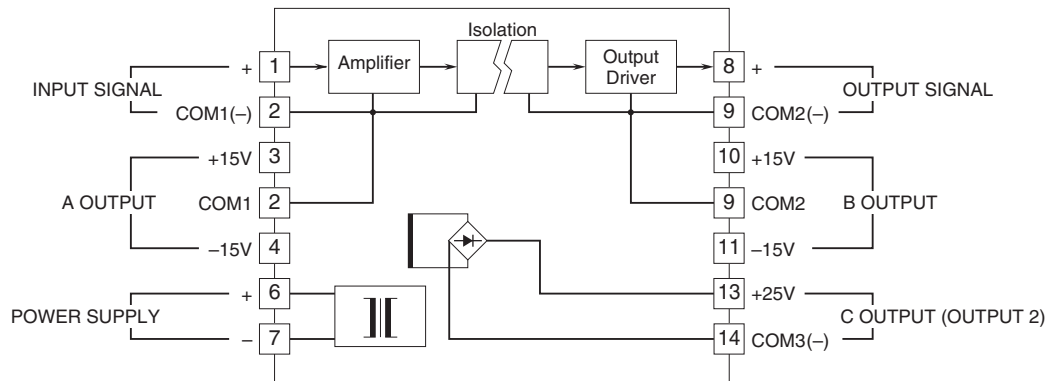 Isolation
INPUT SIGNAL
+ 1 Amplifier Output Driver 8 +
OUTPUT SIGNAL
COM1(–) 2 9 COM2(–)
+15V 3 10 +15V
A OUTPUT
COM1 2 9 COM2
B OUTPUT
–15V 4 11 –15V
+ 6 13 +25V
POWER SUPPLY
C OUTPUT (OUTPUT 2)
– 7 14 COM3(–)